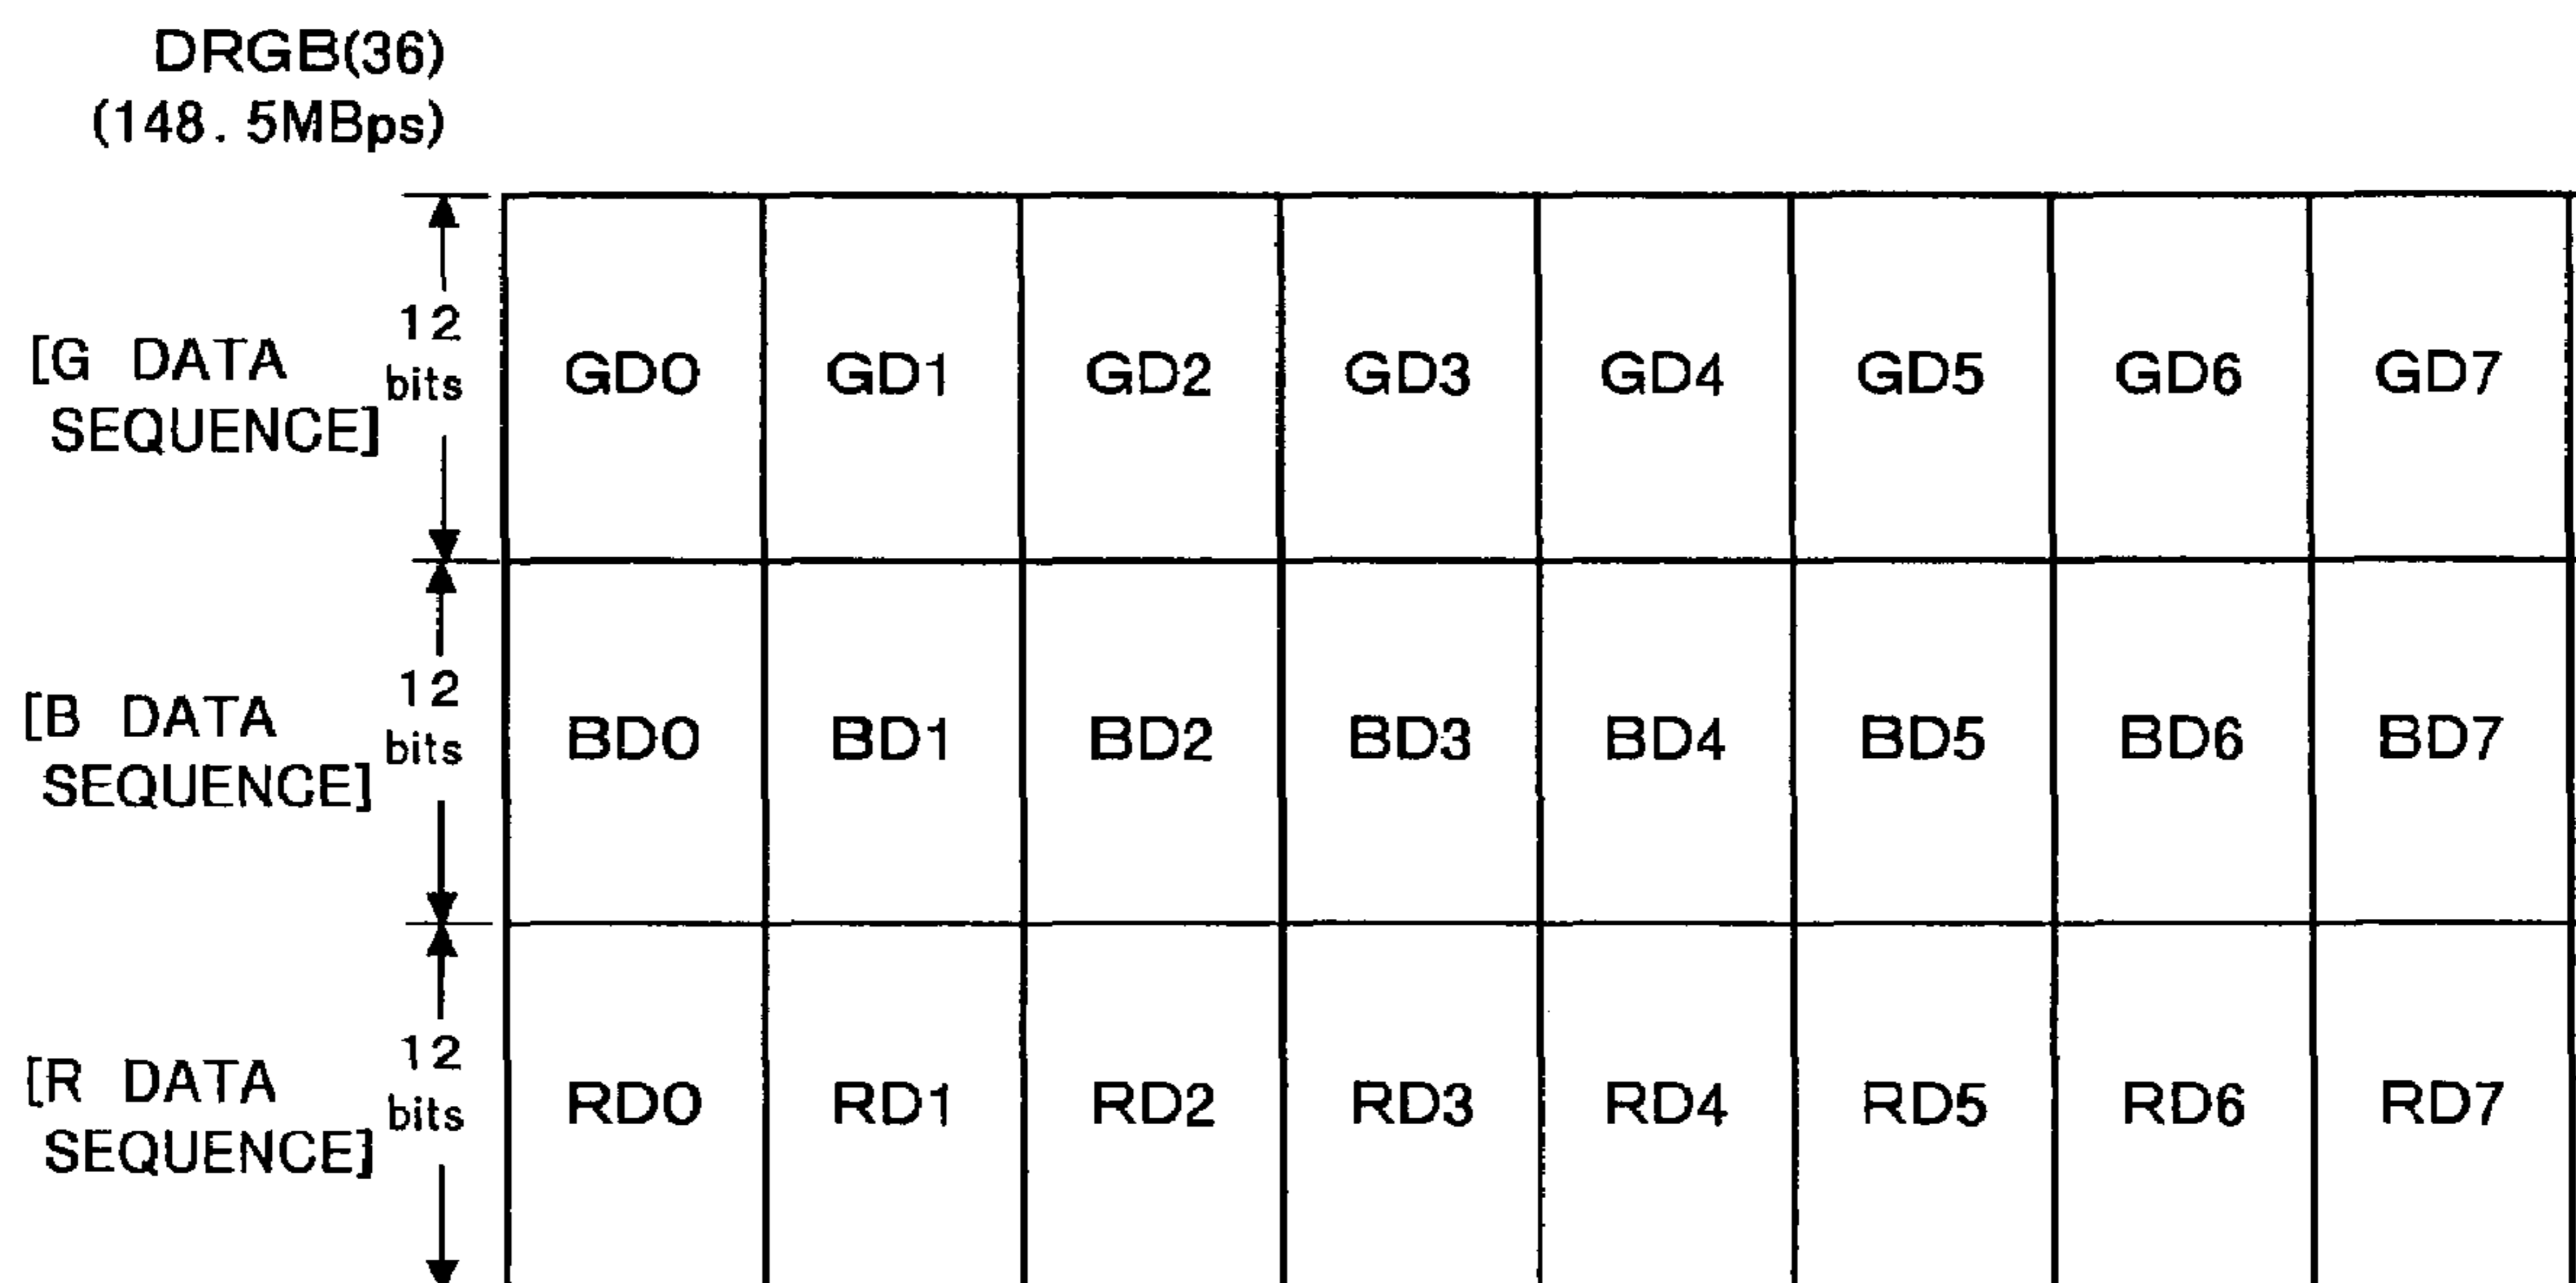 DRGB(36)
(148.5MBps)
[G DATA
SEQUENCE]
12
bits
GD0 GD1 GD2 GD3 GD4 GD5 GD6 GD7
[B DATA
SEQUENCE]
12
bits
BD0 BD1 BD2 BD3 BD4 BD5 BD6 BD7
[R DATA
SEQUENCE]
12
bits
RD0 RD1 RD2 RD3 RD4 RD5 RD6 RD7